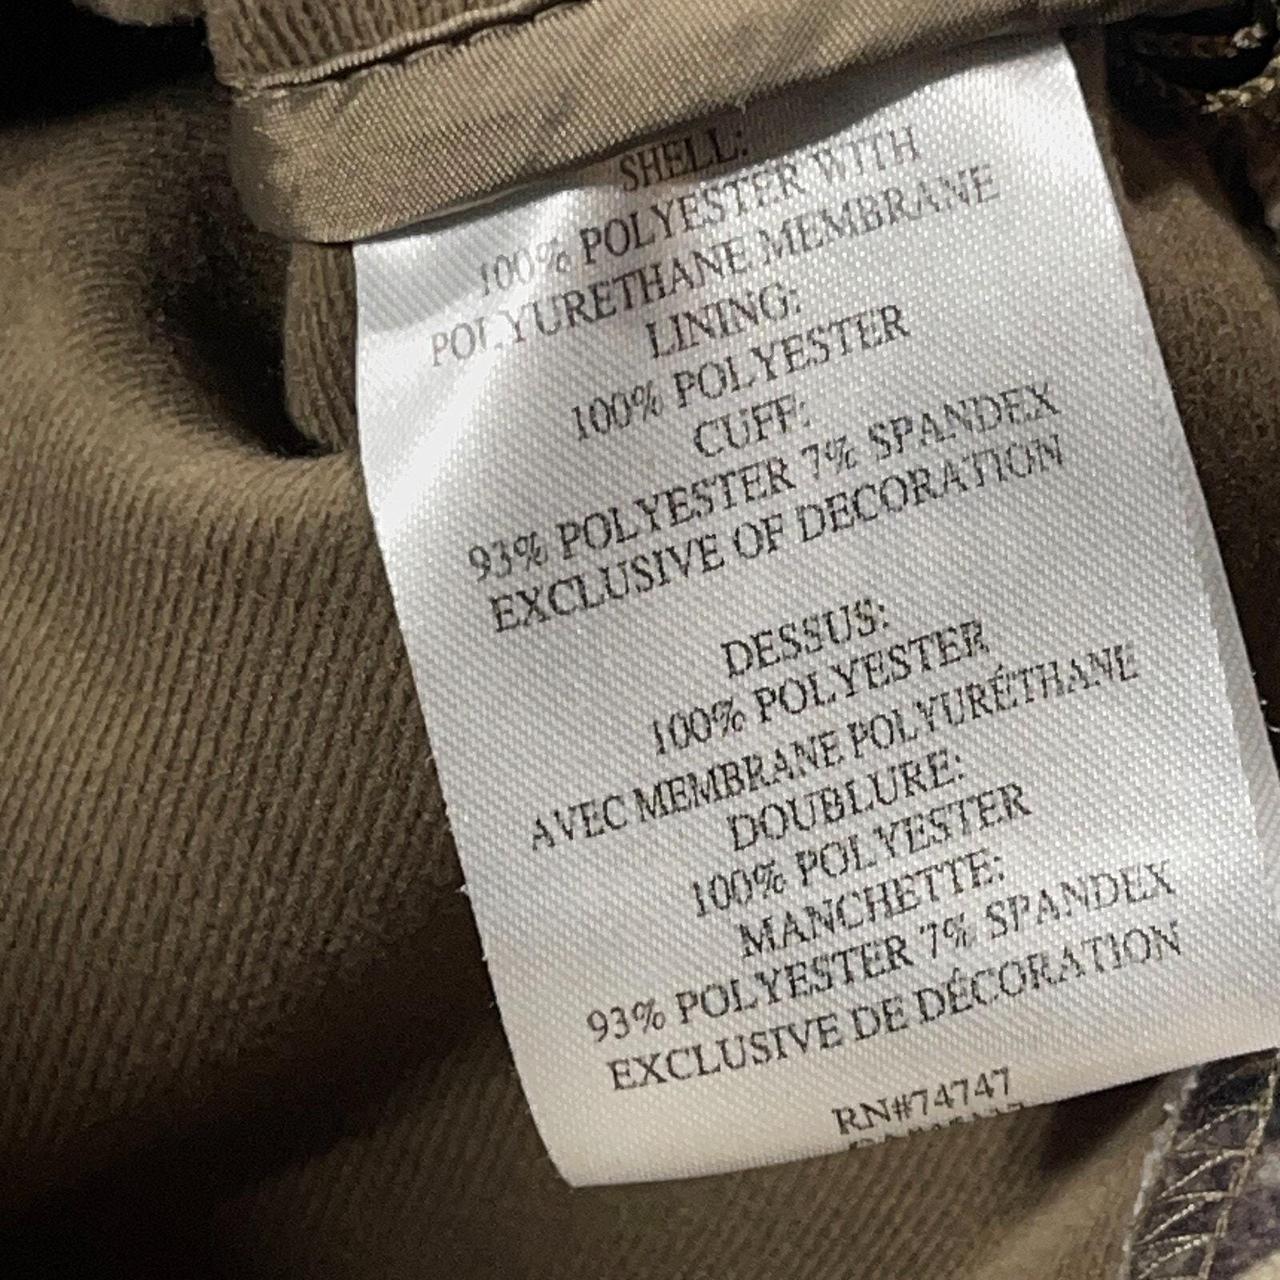 SHELL:
100% POLYESTER WITH
POLYURETHANE MEMBRANE
LINING:
100% POLYESTER
CUFF:
93% POLYESTER 7% SPANDEX
EXCLUSIVE OF DECORATION
DESSUS:
100% POLYESTER
AVEC MEMBRANE POLYURÉTHANE
DOUBLURE:
100% POLYESTER
MANCHETTE:
93% POLYESTER 7% SPANDEX
EXCLUSIVE DE DÉCORATION
RN#74747